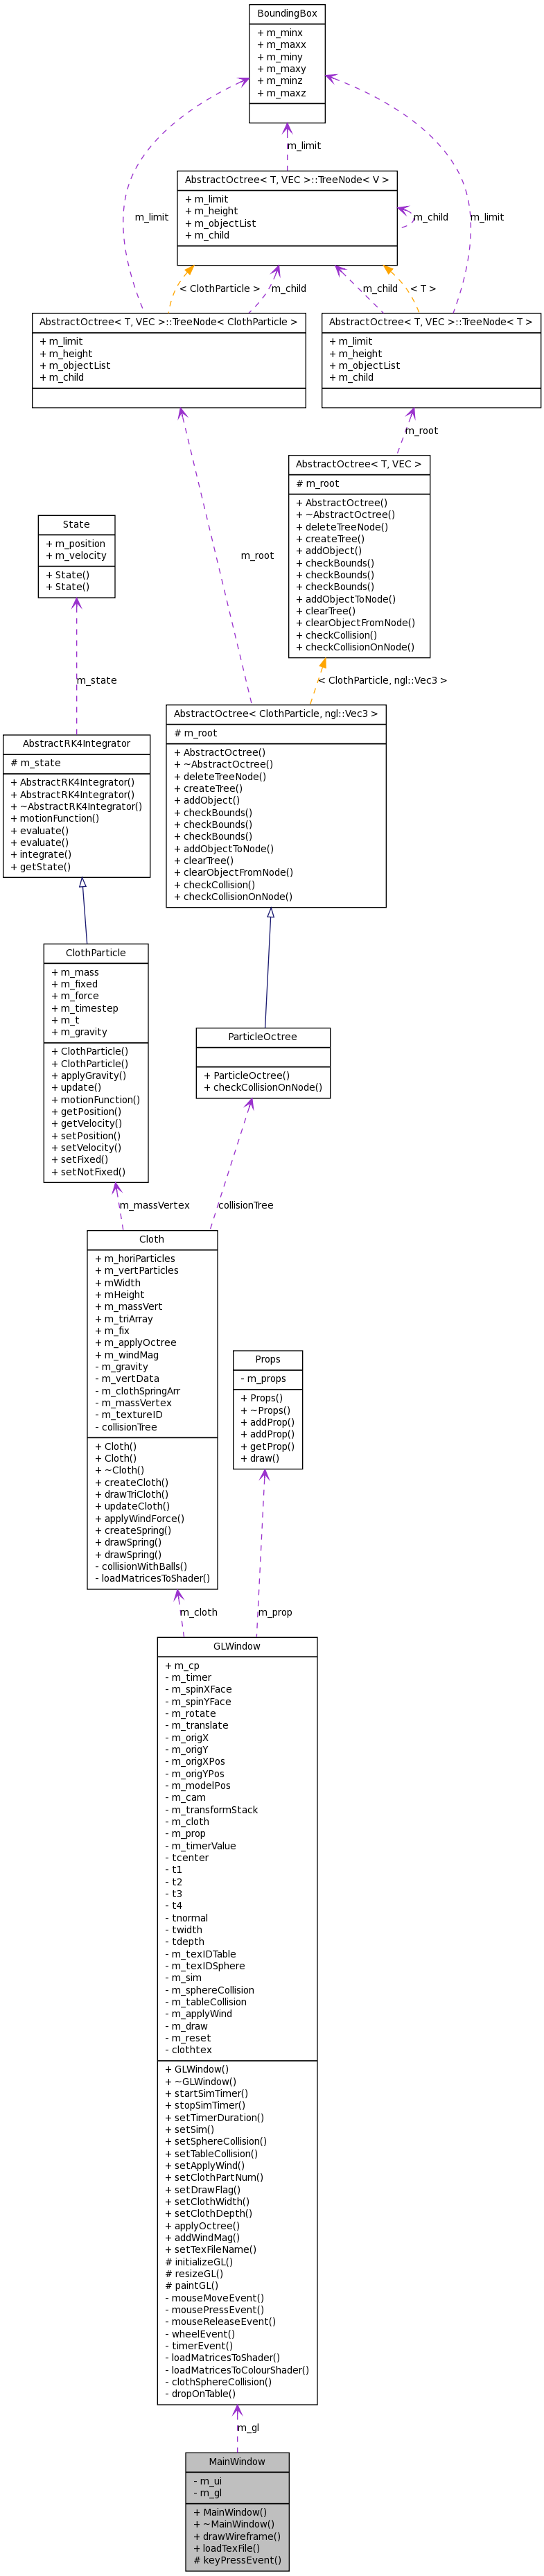 BoundingBox
+ m_minx
+ m_maxx
+ m_miny
+ m_maxy
+ m_minz
+ m_maxz
m_limit
m_limit
m_limit
AbstractOctree< T, VEC >::TreeNode< V >
+ m_limit
+ m_height
+ m_objectList
+ m_child
m_child
< ClothParticle >
m_child
m_child
< T >
AbstractOctree< T, VEC >::TreeNode< ClothParticle >
+ m_limit
+ m_height
+ m_objectList
+ m_child
AbstractOctree< T, VEC >::TreeNode< T >
+ m_limit
+ m_height
+ m_objectList
+ m_child
m_root
AbstractOctree< T, VEC >
# m_root
+ AbstractOctree()
+ ~AbstractOctree()
+ deleteTreeNode()
+ createTree()
+ addObject()
+ checkBounds()
+ checkBounds()
+ checkBounds()
+ addObjectToNode()
+ clearTree()
+ clearObjectFromNode()
+ checkCollision()
+ checkCollisionOnNode()
m_root
State
+ m_position
+ m_velocity
+ State()
+ State()
m_state
< ClothParticle, ngl::Vec3 >
AbstractOctree< ClothParticle, ngl::Vec3 >
# m_root
+ AbstractOctree()
+ ~AbstractOctree()
+ deleteTreeNode()
+ createTree()
+ addObject()
+ checkBounds()
+ checkBounds()
+ checkBounds()
+ addObjectToNode()
+ clearTree()
+ clearObjectFromNode()
+ checkCollision()
+ checkCollisionOnNode()
AbstractRK4Integrator
# m_state
+ AbstractRK4Integrator()
+ AbstractRK4Integrator()
+ ~AbstractRK4Integrator()
+ motionFunction()
+ evaluate()
+ evaluate()
+ integrate()
+ getState()
ClothParticle
+ m_mass
+ m_fixed
+ m_force
+ m_timestep
+ m_t
+ m_gravity
+ ClothParticle()
+ ClothParticle()
+ applyGravity()
+ update()
+ motionFunction()
+ getPosition()
+ getVelocity()
+ setPosition()
+ setVelocity()
+ setFixed()
+ setNotFixed()
ParticleOctree
+ ParticleOctree()
+ checkCollisionOnNode()
m_massVertex
collisionTree
Cloth
+ m_horiParticles
+ m_vertParticles
+ mWidth
+ mHeight
+ m_massVert
+ m_triArray
+ m_fix
+ m_applyOctree
+ m_windMag
- m_gravity
- m_vertData
- m_clothSpringArr
- m_massVertex
- m_textureID
- collisionTree
+ Cloth()
+ Cloth()
+ ~Cloth()
+ createCloth()
+ drawTriCloth()
+ updateCloth()
+ applyWindForce()
+ createSpring()
+ drawSpring()
+ drawSpring()
- collisionWithBalls()
- loadMatricesToShader()
Props
- m_props
+ Props()
+ ~Props()
+ addProp()
+ addProp()
+ getProp()
+ draw()
m_cloth
m_prop
GLWindow
+ m_cp
- m_timer
- m_spinXFace
- m_spinYFace
- m_rotate
- m_translate
- m_origX
- m_origY
- m_origXPos
- m_origYPos
- m_modelPos
- m_cam
- m_transformStack
- m_cloth
- m_prop
- m_timerValue
- tcenter
- t1
- t2
- t3
- t4
- tnormal
- twidth
- tdepth
- m_texIDTable
- m_texIDSphere
- m_sim
- m_sphereCollision
- m_tableCollision
- m_applyWind
- m_draw
- m_reset
- clothtex
+ GLWindow()
+ ~GLWindow()
+ startSimTimer()
+ stopSimTimer()
+ setTimerDuration()
+ setSim()
+ setSphereCollision()
+ setTableCollision()
+ setApplyWind()
+ setClothPartNum()
+ setDrawFlag()
+ setClothWidth()
+ setClothDepth()
+ applyOctree()
+ addWindMag()
+ setTexFileName()
# initializeGL()
# resizeGL()
# paintGL()
- mouseMoveEvent()
- mousePressEvent()
- mouseReleaseEvent()
- wheelEvent()
- timerEvent()
- loadMatricesToShader()
- loadMatricesToColourShader()
- clothSphereCollision()
- dropOnTable()
m_gl
MainWindow
- m_ui
- m_gl
+ MainWindow()
+ ~MainWindow()
+ drawWireframe()
+ loadTexFile()
# keyPressEvent()